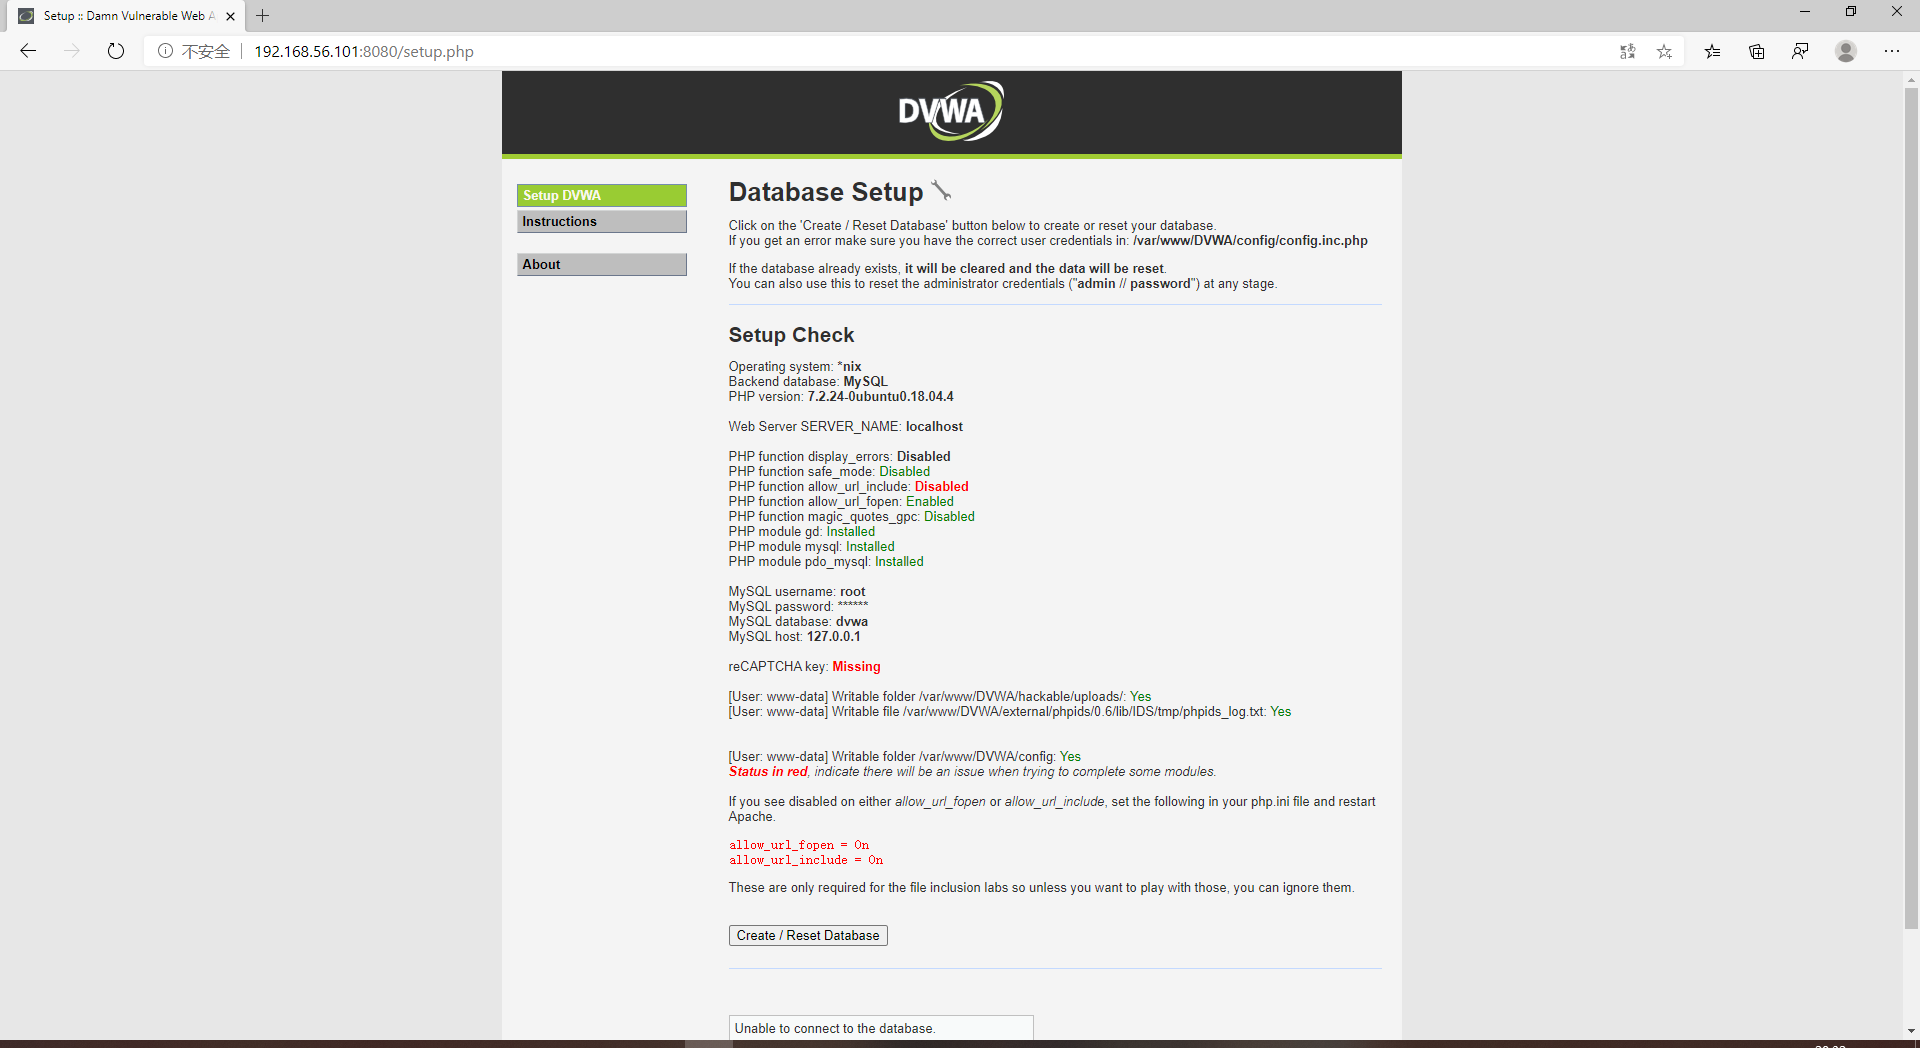 Setup :: Damn Vulnerable Web A
不安全
192.168.56.101:8080/setup.php
DVWA
Setup DVWA
Instructions
About
Database Setup
Click on the 'Create / Reset Database' button below to create or reset your database.
If you get an error make sure you have the correct user credentials in: /var/www/DVWA/config/config.inc.php
If the database already exists, it will be cleared and the data will be reset.
You can also use this to reset the administrator credentials ("admin // password") at any stage.
Setup Check
Operating system: *nix
Backend database: MySQL
PHP version: 7.2.24-0ubuntu0.18.04.4
Web Server SERVER_NAME: localhost
PHP function display_errors: Disabled
PHP function safe_mode: Disabled
PHP function allow_url_include: Disabled
PHP function allow_url_fopen: Enabled
PHP function magic_quotes_gpc: Disabled
PHP module gd: Installed
PHP module mysql: Installed
PHP module pdo_mysql: Installed
MySQL username: root
MySQL password: ******
MySQL database: dvwa
MySQL host: 127.0.0.1
reCAPTCHA key: Missing
[User: www-data] Writable folder /var/www/DVWA/hackable/uploads/: Yes
[User: www-data] Writable file /var/www/DVWA/external/phpids/0.6/lib/IDS/tmp/phpids_log.txt: Yes
[User: www-data] Writable folder /var/www/DVWA/config: Yes
Status in red, indicate there will be an issue when trying to complete some modules.
If you see disabled on either allow_url_fopen or allow_url_include, set the following in your php.ini file and restart
Apache.
allow_url_fopen = On
allow_url_include = On
These are only required for the file inclusion labs so unless you want to play with those, you can ignore them.
Create / Reset Database
Unable to connect to the database.